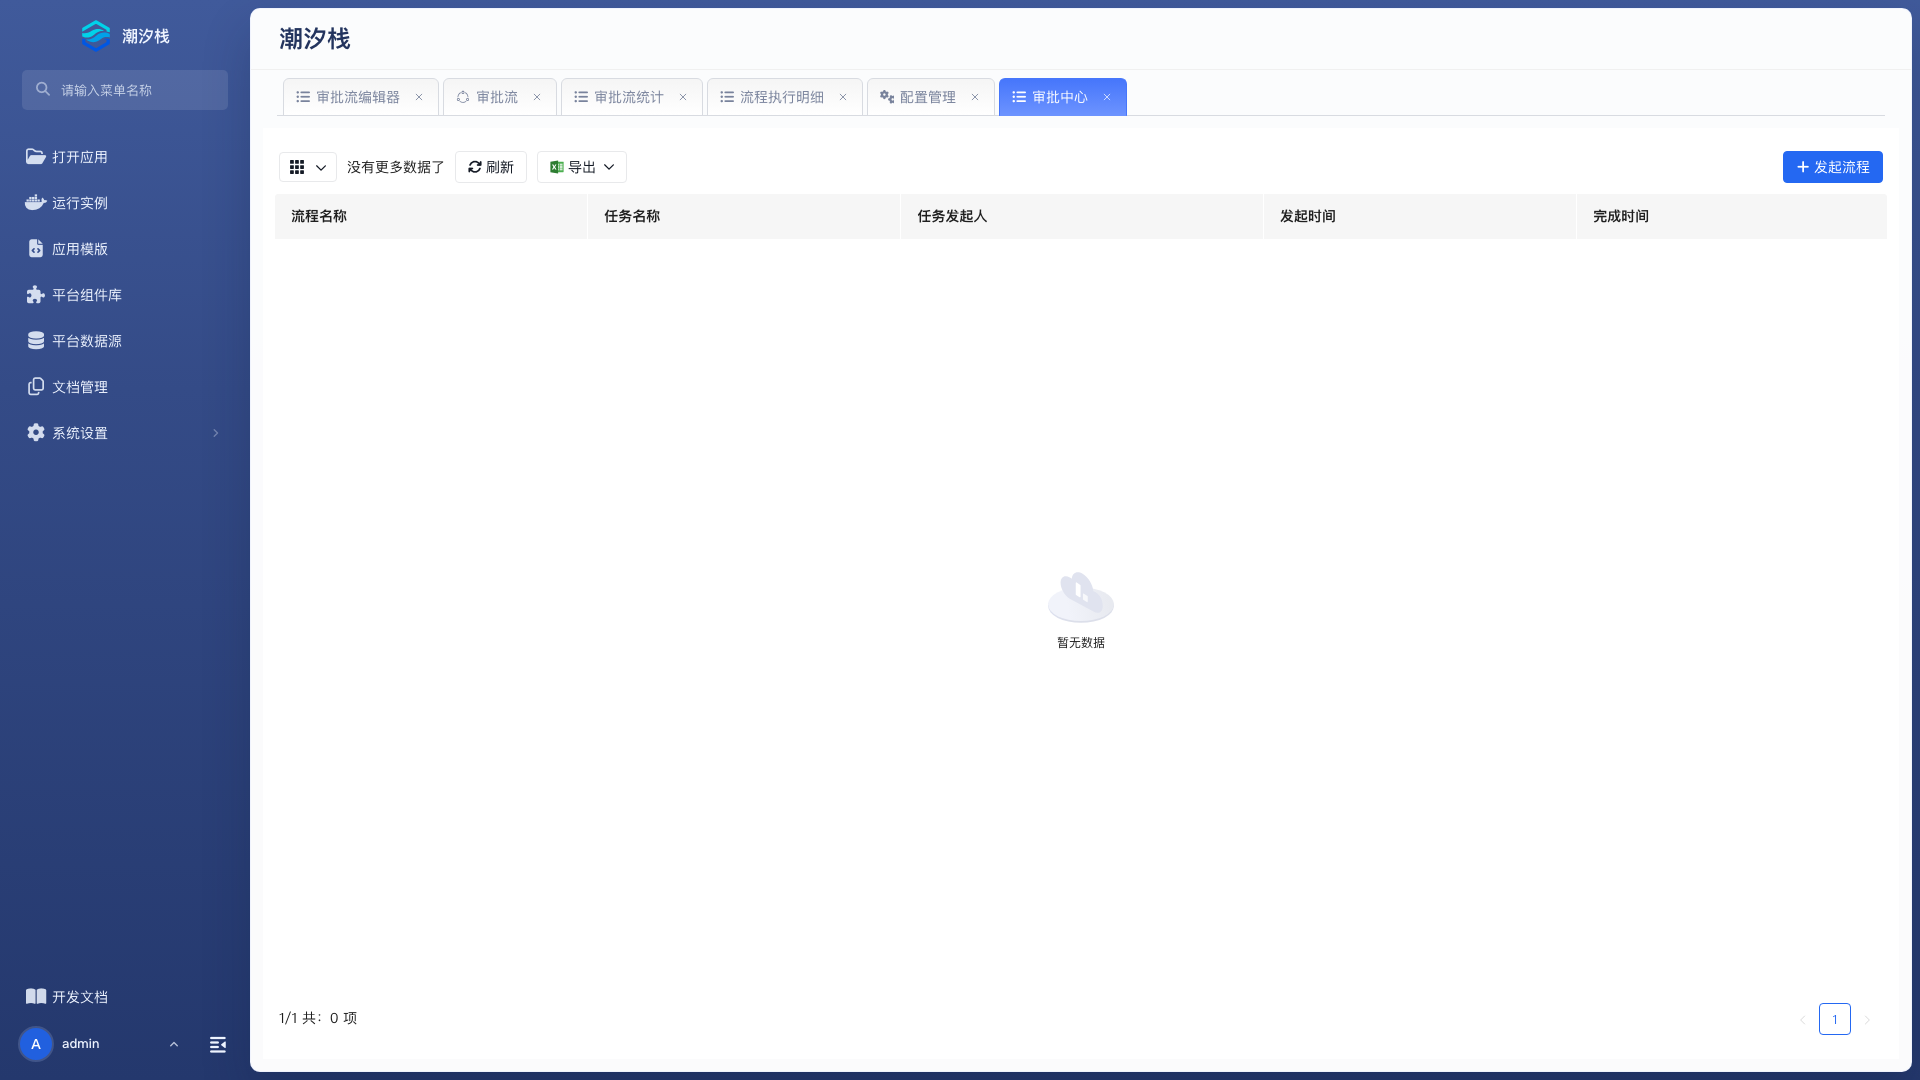 潮汐栈
请输入菜单名称
打开应用
运行实例
应用模版
平台组件库
平台数据源
文档管理
系统设置
开发文档
A admin
潮汐栈
审批流编辑器 审批流 审批流统计 流程执行明细 配置管理 审批中心
没有更多数据了 刷新 导出 发起流程
流程名称 任务名称 任务发起人 发起时间 完成时间
暂无数据
1/1 共：0 项 1